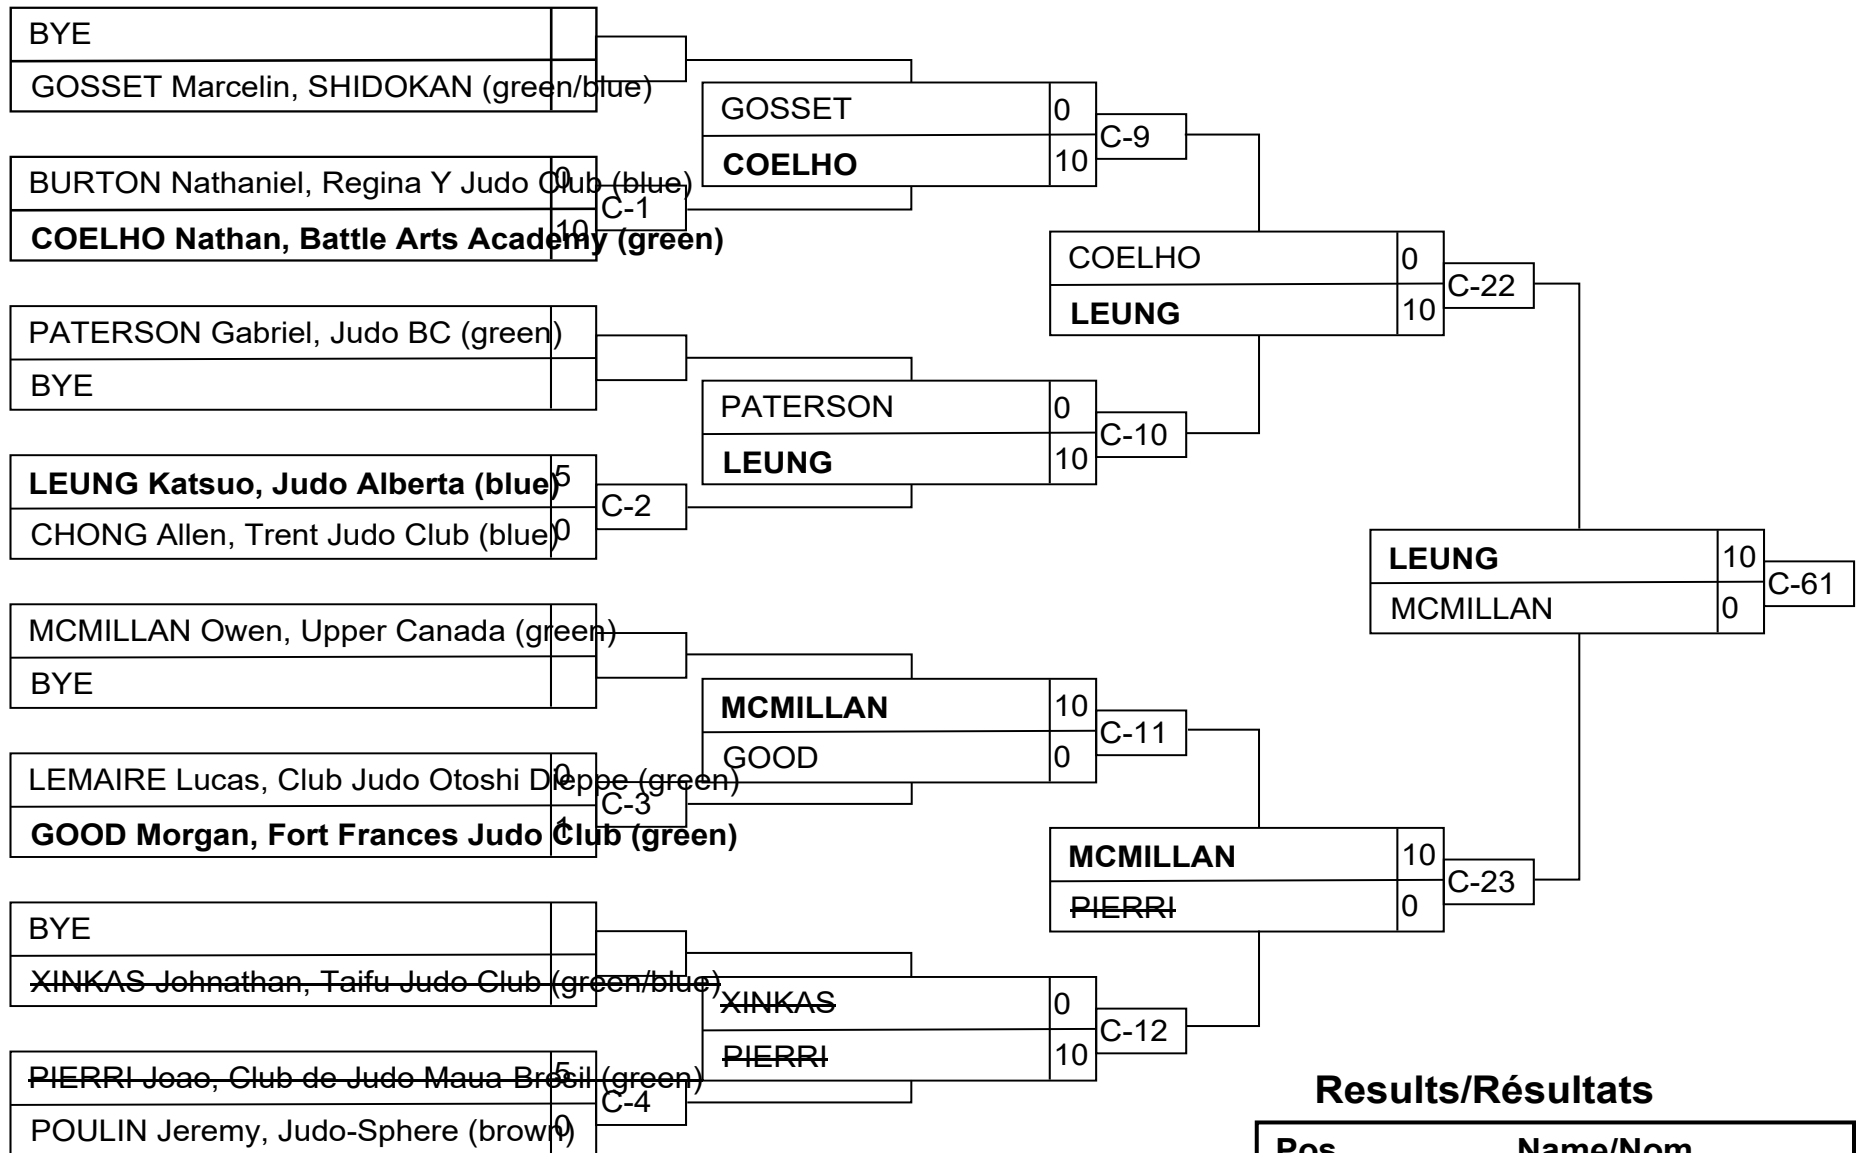 BYE
GOSSET Marcelin, SHIDOKAN (green/blue)
BURTON Nathaniel, Regina Y Judo Club (blue) 0
COELHO Nathan, Battle Arts Academy (green) 10
C-1
PATERSON Gabriel, Judo BC (green)
BYE
LEUNG Katsuo, Judo Alberta (blue) 5
CHONG Allen, Trent Judo Club (blue) 0
C-2
MCMILLAN Owen, Upper Canada (green)
BYE
LEMAIRE Lucas, Club Judo Otoshi Dieppe (green) 0
GOOD Morgan, Fort Frances Judo Club (green) 1
C-3
BYE
XINKAS Johnathan, Taifu Judo Club (green/blue)
PIERRI Joao, Club de Judo Maua Bresil (green) 5
POULIN Jeremy, Judo-Sphere (brown) 0
C-4
GOSSET 0
COELHO 10
C-9
PATERSON 0
LEUNG 10
C-10
MCMILLAN 10
GOOD 0
C-11
XINKAS 0
PIERRI 10
C-12
COELHO 0
LEUNG 10
C-22
MCMILLAN 10
PIERRI 0
C-23
LEUNG 10
MCMILLAN 0
C-61
Results/Résultats
Pos Name/Nom